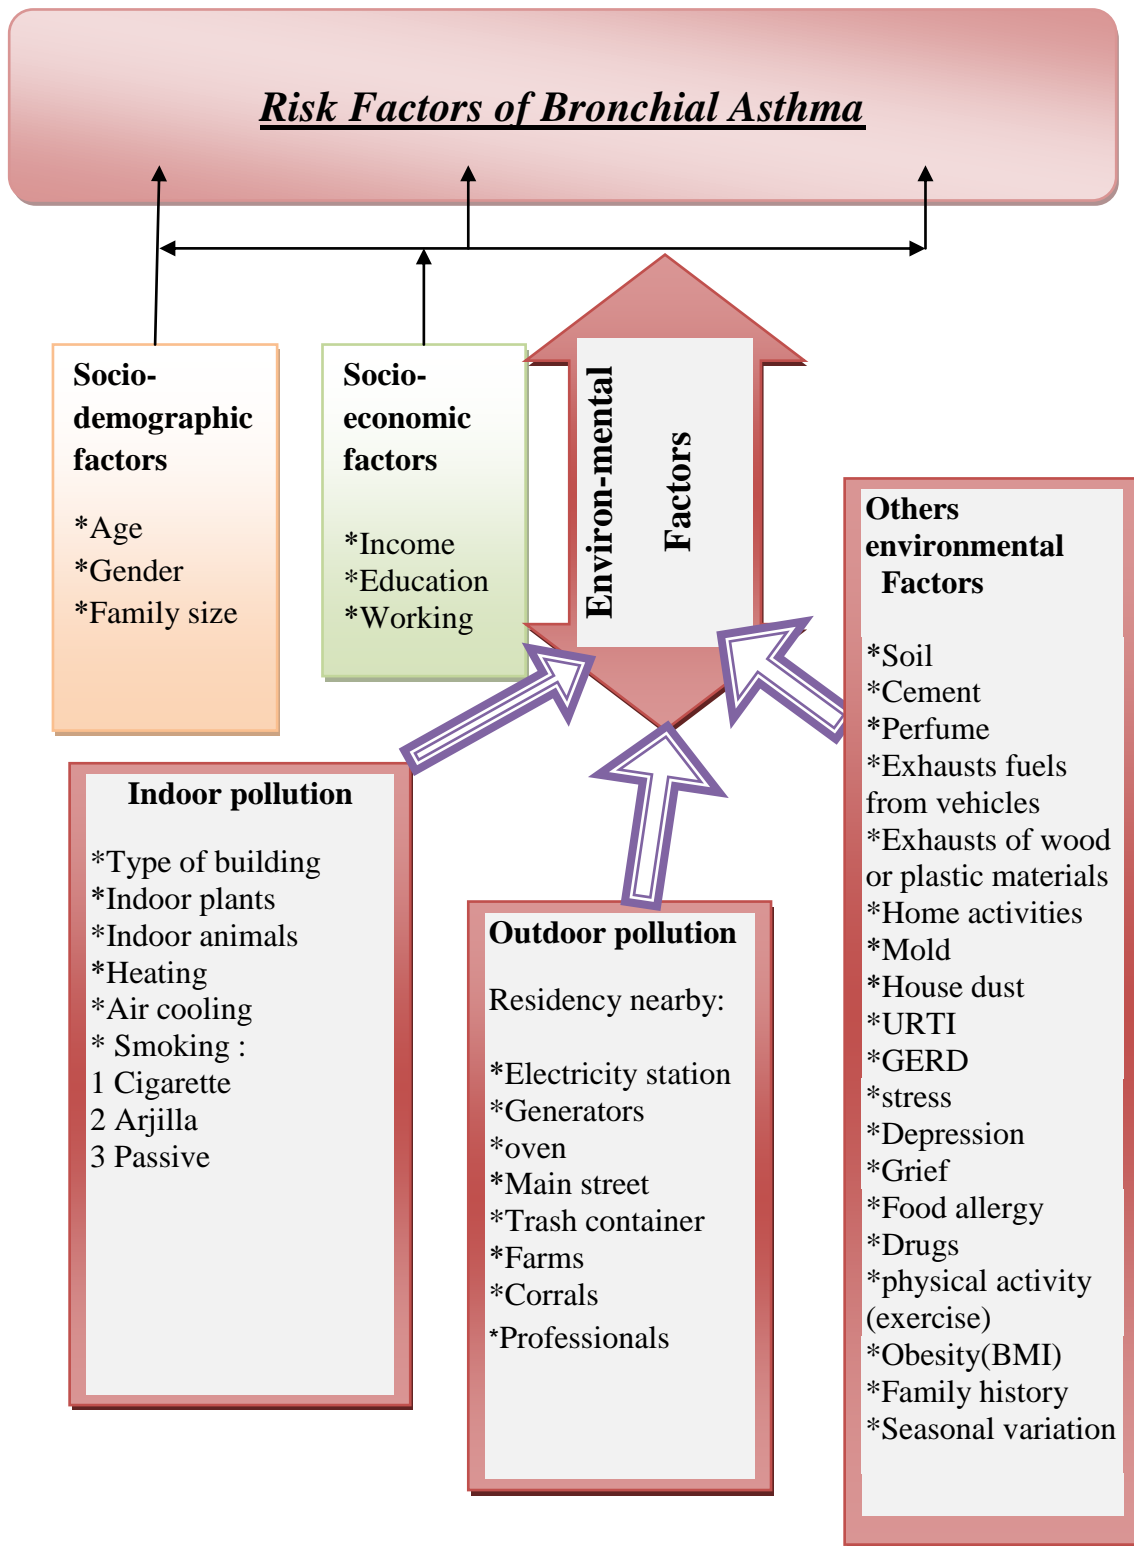 Risk Factors of Bronchial Asthma
Socio-
demographic
factors
*Age
*Gender
*Family size
Socio-
economic
factors
*Income
*Education
*Working
Environ-mental
Factors
Others
environmental
Factors
*Soil
*Cement
*Perfume
*Exhausts fuels
from vehicles
*Exhausts of wood
or plastic materials
*Home activities
*Mold
*House dust
*URTI
*GERD
*stress
*Depression
*Grief
*Food allergy
*Drugs
*physical activity
(exercise)
*Obesity(BMI)
*Family history
*Seasonal variation
Indoor pollution
*Type of building
*Indoor plants
*Indoor animals
*Heating
*Air cooling
* Smoking :
1 Cigarette
2 Arjilla
3 Passive
Outdoor pollution
Residency nearby:
*Electricity station
*Generators
*oven
*Main street
*Trash container
*Farms
*Corrals
*Professionals